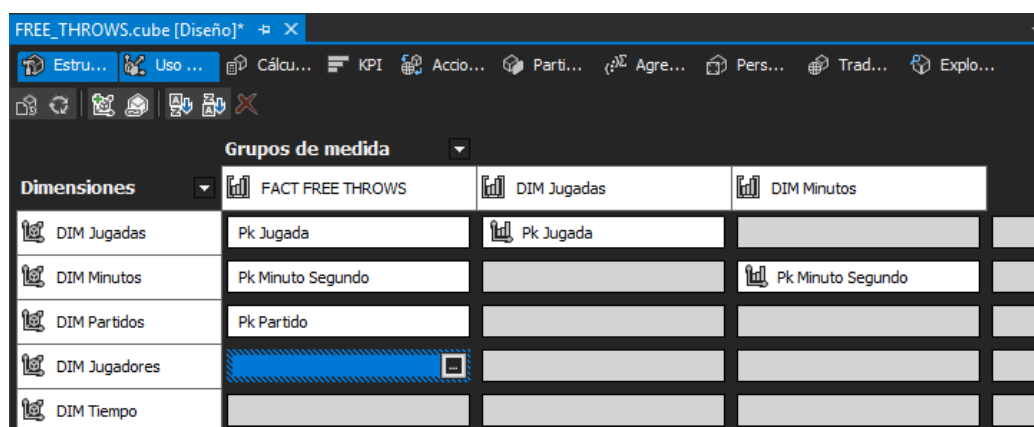 FREE_THROWS.cube [Diseño]*
Estru... Uso ... Cálcu... KPI Accio... Parti... Agre... Pers... Trad... Explo...
Grupos de medida
Dimensiones FACT FREE THROWS DIM Jugadas DIM Minutos
DIM Jugadas Pk Jugada Pk Jugada
DIM Minutos Pk Minuto Segundo Pk Minuto Segundo
DIM Partidos Pk Partido
DIM Jugadores ...
DIM Tiempo